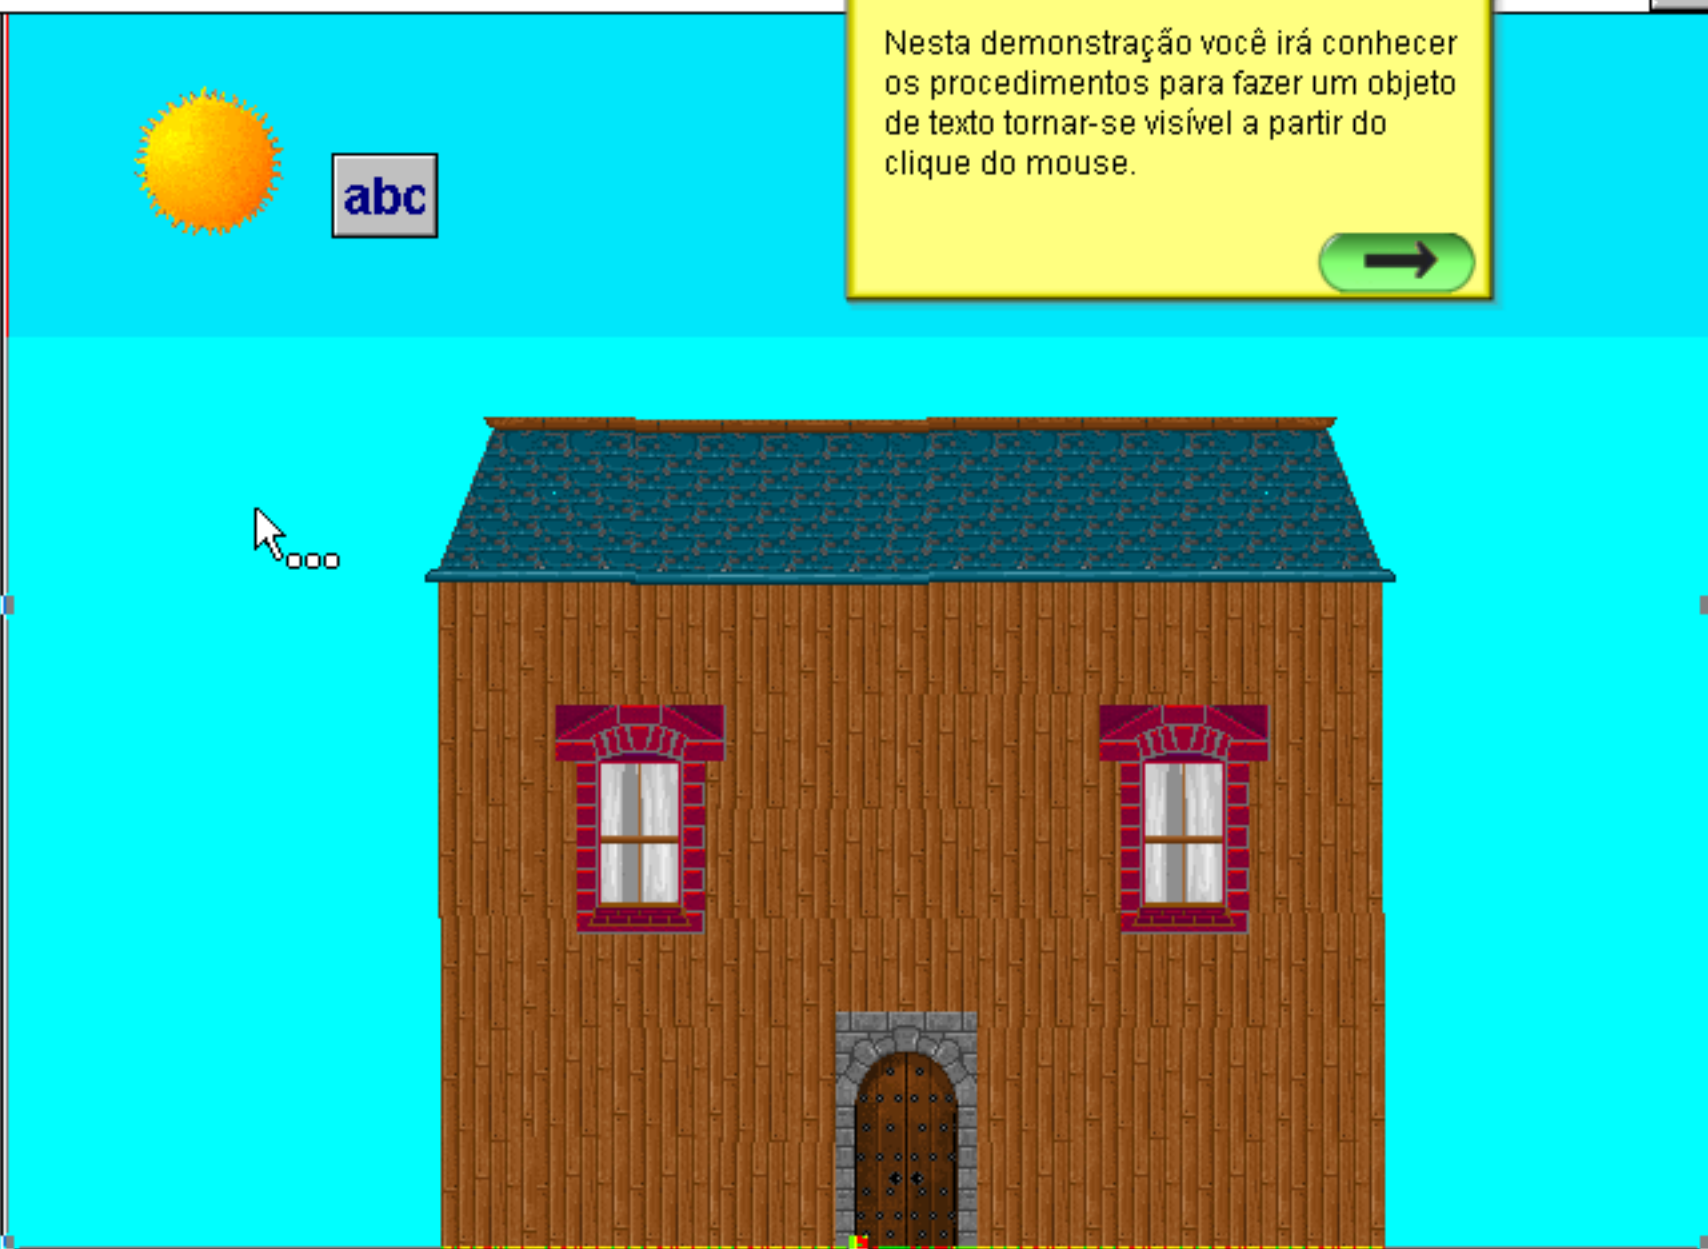 Nesta demonstração você irá conhecer
os procedimentos para fazer um objeto
de texto tornar-se visível a partir do
clique do mouse.
abc